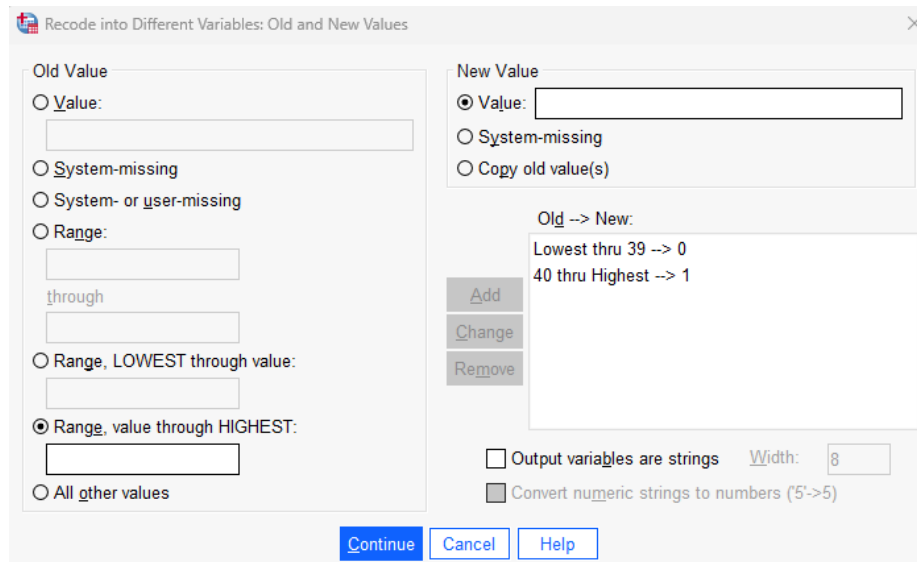 Recode into Different Variables: Old and New Values
Old Value
Value:
System-missing
System- or user-missing
Range:
through
Range, LOWEST through value:
Range, value through HIGHEST:
All other values
New Value
Value:
System-missing
Copy old value(s)
Old --> New:
Lowest thru 39 --> 0
40 thru Highest --> 1
Add
Change
Remove
Output variables are strings Width: 8
Convert numeric strings to numbers ('5'->5)
Continue Cancel Help